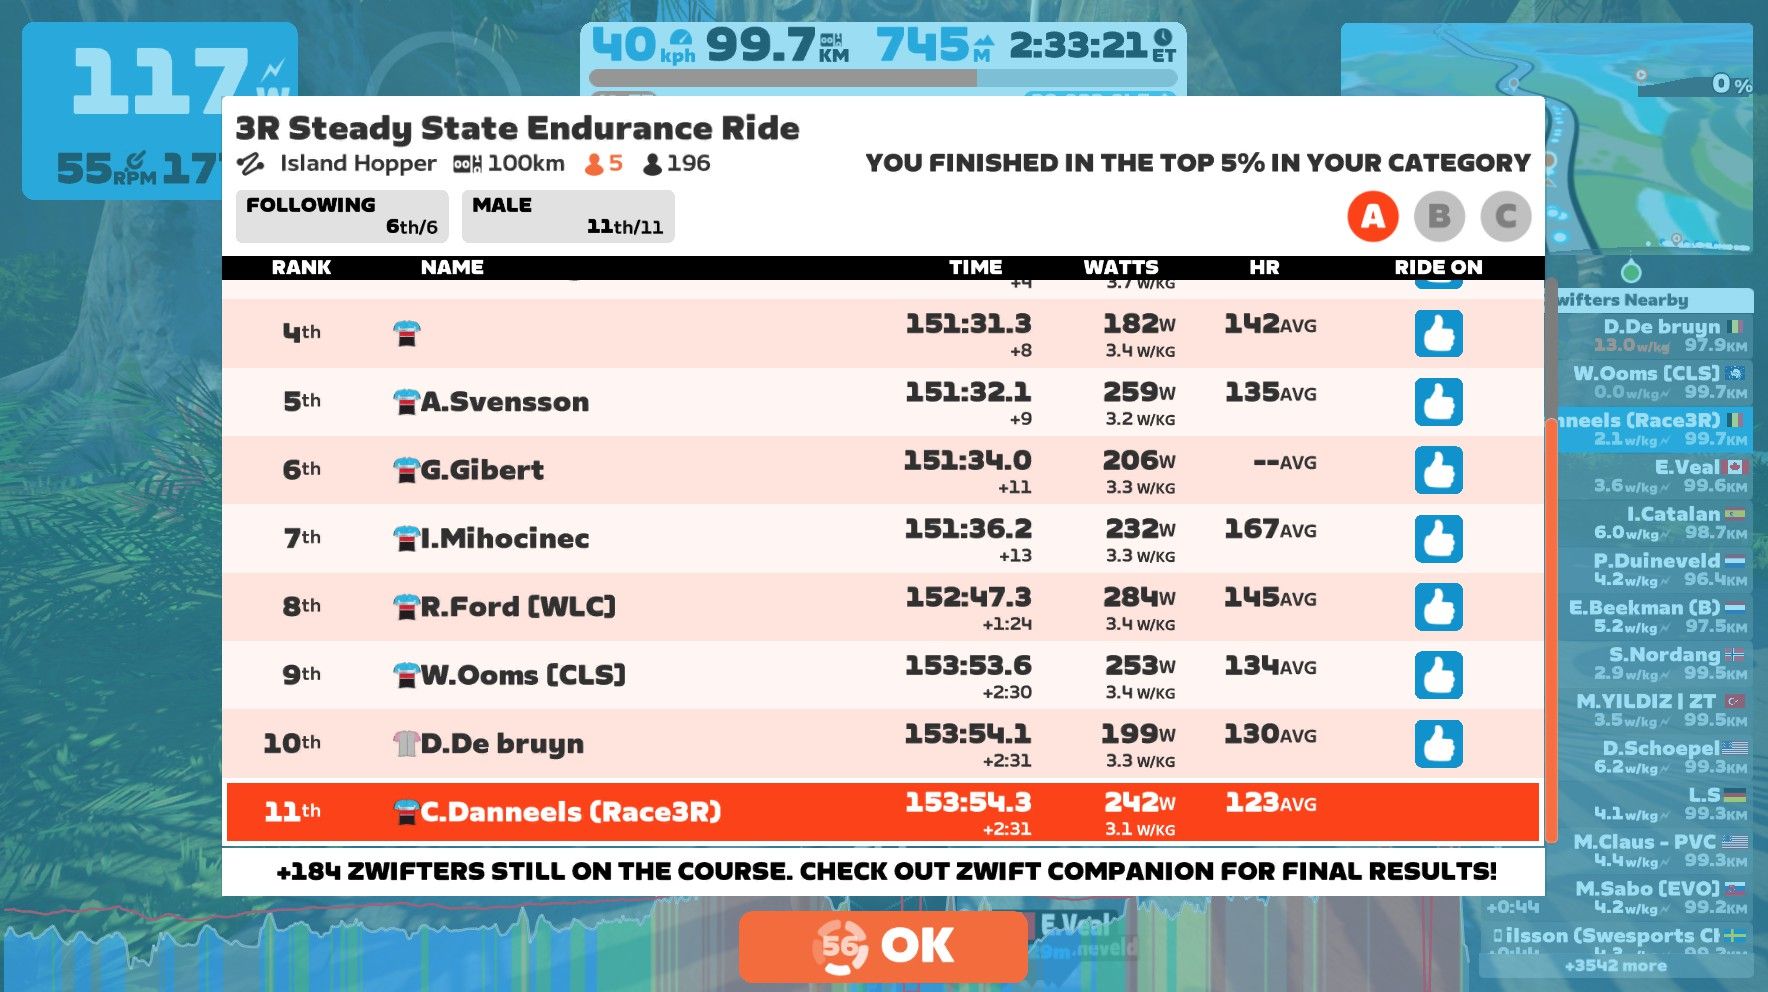 117 W
55 RPM 17
40 kph 99.7 KM 745 M 2:33:21 ET
0 %
3R Steady State Endurance Ride
Island Hopper 100km 5 196
YOU FINISHED IN THE TOP 5% IN YOUR CATEGORY
FOLLOWING
6th/6
MALE
11th/11
A B C
RANK NAME TIME WATTS HR RIDE ON
+4 3.7 W/KG
4th 151:31.3 182W 142AVG
+8 3.4 W/KG
5th A.Svensson 151:32.1 259W 135AVG
+9 3.2 W/KG
6th G.Gibert 151:34.0 206W --AVG
+11 3.3 W/KG
7th I.Mihocinec 151:36.2 232W 167AVG
+13 3.3 W/KG
8th R.Ford [WLC] 152:47.3 284W 145AVG
+1:24 3.4 W/KG
9th W.Ooms [CLS] 153:53.6 253W 134AVG
+2:30 3.4 W/KG
10th D.De bruyn 153:54.1 199W 130AVG
+2:31 3.3 W/KG
11th C.Danneels (Race3R) 153:54.3 242W 123AVG
+2:31 3.1 W/KG
+184 ZWIFTERS STILL ON THE COURSE. CHECK OUT ZWIFT COMPANION FOR FINAL RESULTS!
56 OK
E.Veal
29m
wifters Nearby
D.De bruyn
13.0w/kg 97.9KM
W.Ooms [CLS]
0.0w/kg 99.7KM
nneels (Race3R)
2.1w/kg 99.7KM
E.Veal
3.6w/kg 99.6KM
I.Catalan
6.0w/kg 98.7KM
P.Duineveld
4.2w/kg 96.4KM
E.Beekman (B)
5.2w/kg 97.5KM
S.Nordang
2.9w/kg 99.5KM
M.YILDIZ | ZT
3.5w/kg 99.5KM
D.Schoepel
6.2w/kg 99.3KM
L.S
4.1w/kg 99.3KM
M.Claus - PVC
4.4w/kg 99.3KM
M.Sabo [EVO]
+0:44 4.2w/kg 99.2KM
ilsson (Swesports Cl
+3542 more